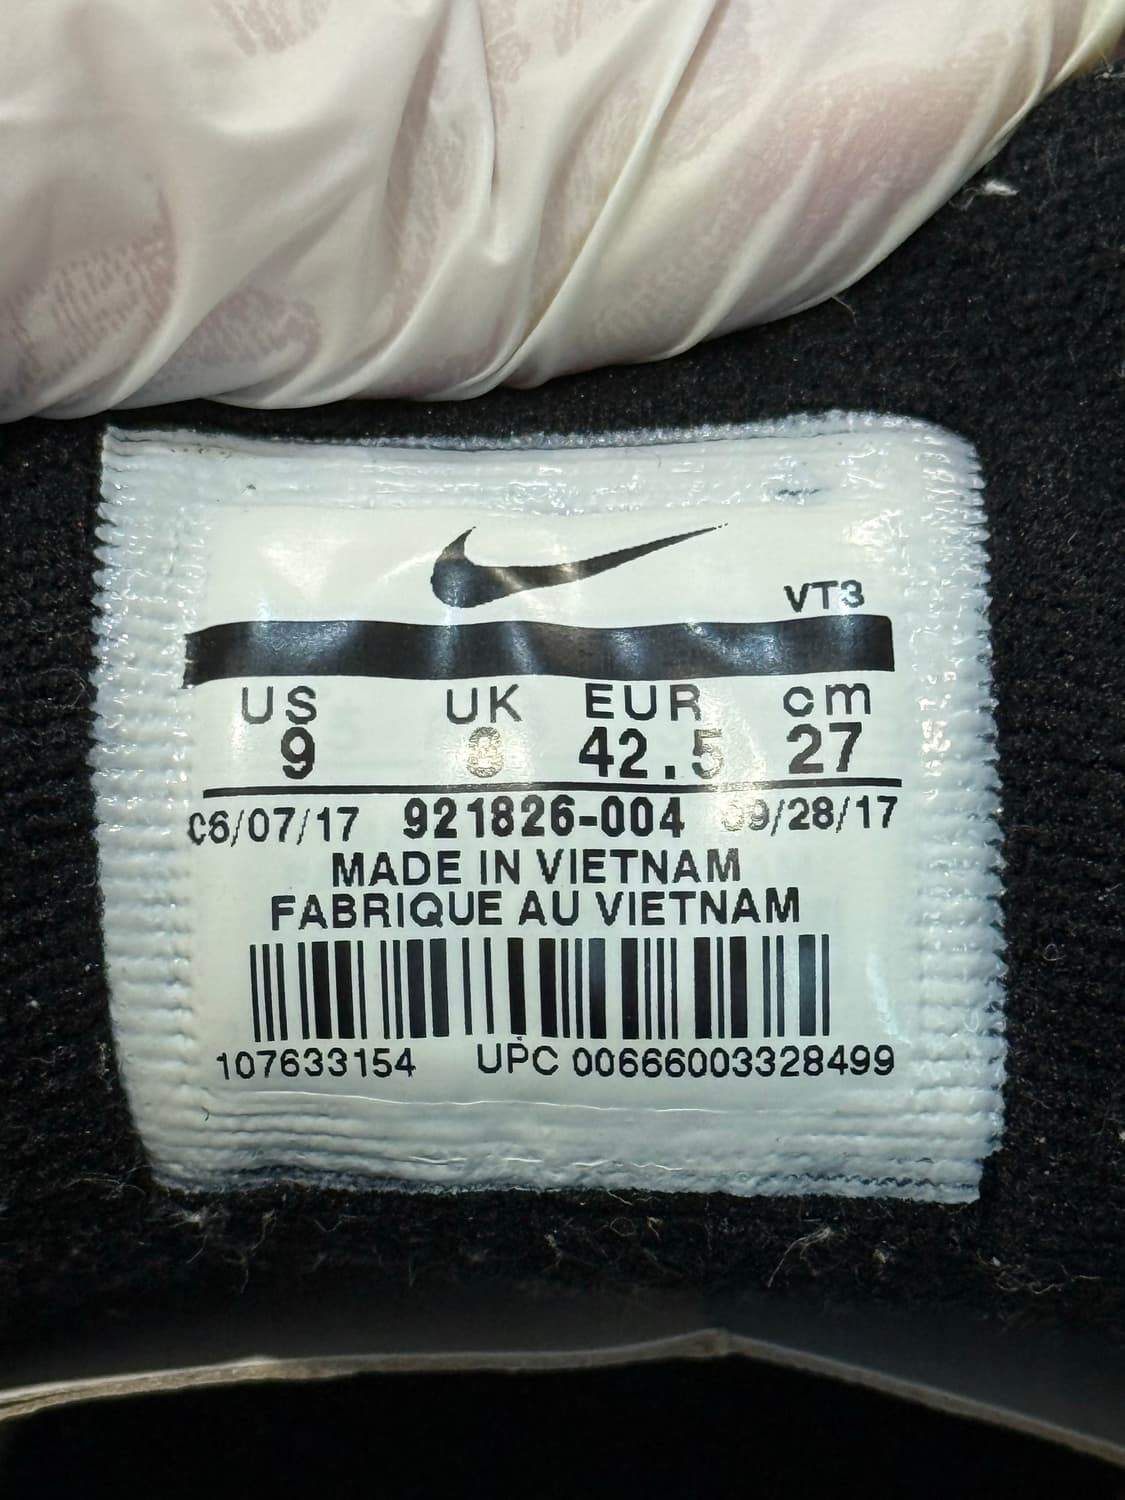 VT3
US UK EUR cm
9 8 42.5 27
06/07/17 921826-004 09/28/17
MADE IN VIETNAM
FABRIQUE AU VIETNAM
107633154 UPC 00666003328499